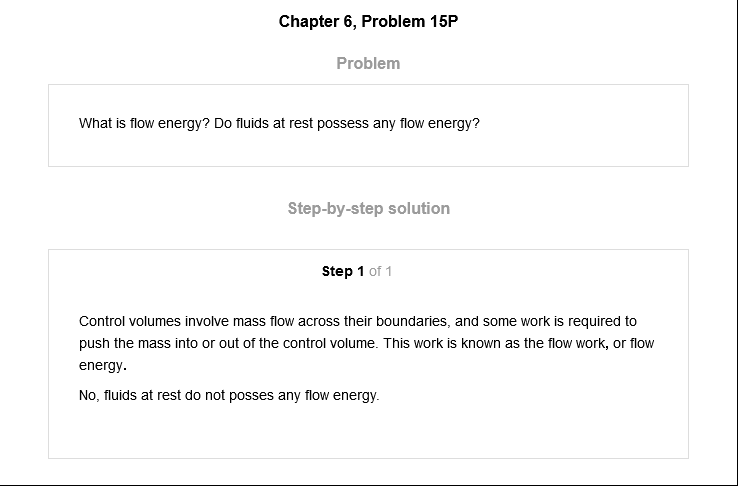 Chapter 6, Problem 15P
Problem
What is flow energy? Do fluids at rest possess any flow energy?
Step-by-step solution
Step 1 of 1
Control volumes involve mass flow across their boundaries, and some work is required to
push the mass into or out of the control volume. This work is known as the flow work, or flow
energy.
No, fluids at rest do not posses any flow energy.